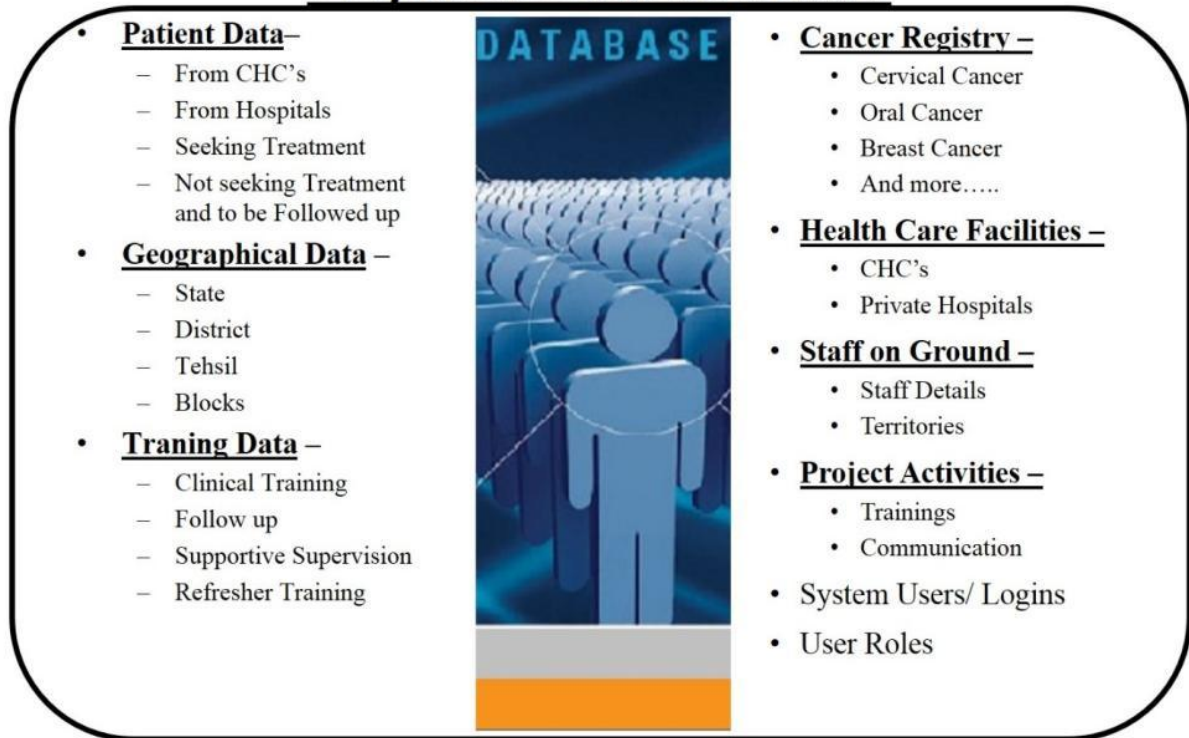 • Patient Data–
– From CHC’s
– From Hospitals
– Seeking Treatment
– Not seeking Treatment
and to be Followed up
• Geographical Data –
– State
– District
– Tehsil
– Blocks
• Traning Data –
– Clinical Training
– Follow up
– Supportive Supervision
– Refresher Training
DATABASE
• Cancer Registry –
• Cervical Cancer
• Oral Cancer
• Breast Cancer
• And more…..
• Health Care Facilities –
• CHC’s
• Private Hospitals
• Staff on Ground –
• Staff Details
• Territories
• Project Activities –
• Trainings
• Communication
• System Users/ Logins
• User Roles